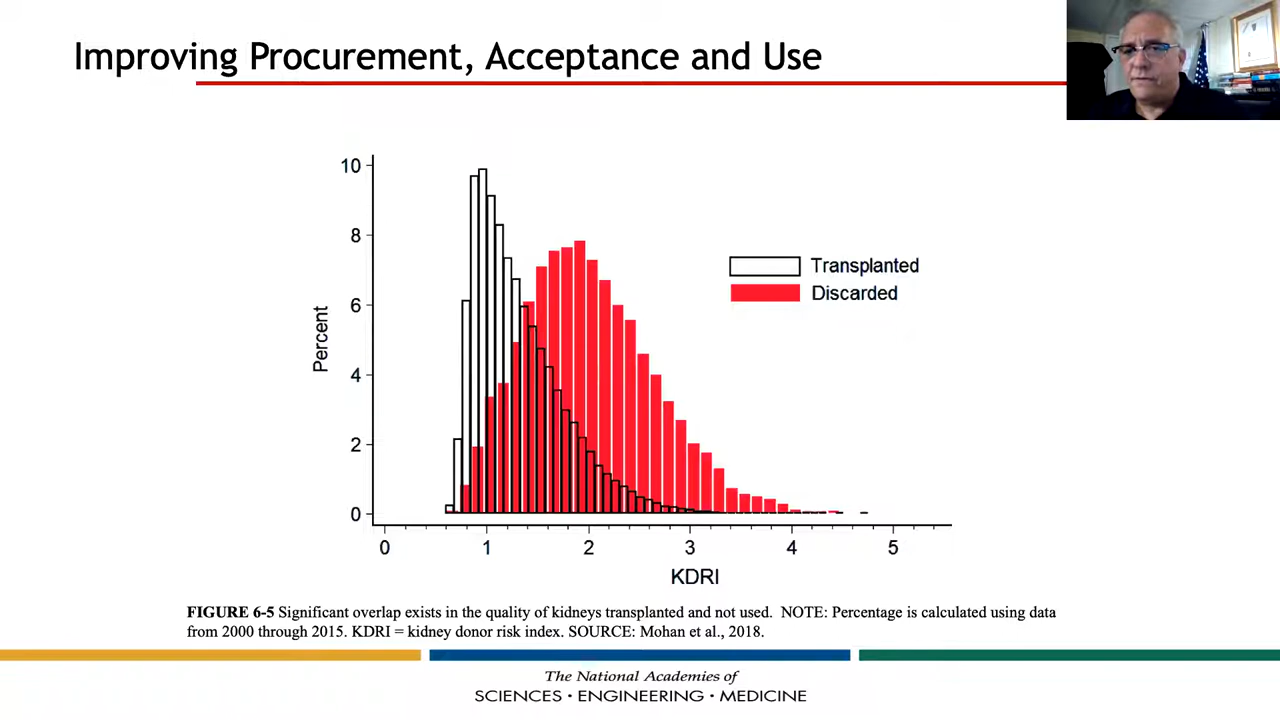 Improving Procurement, Acceptance and Use
10
8
6
4
2
0
Percent
Transplanted
Discarded
0 1 2 3 4 5
KDRI
FIGURE 6-5 Significant overlap exists in the quality of kidneys transplanted and not used. NOTE: Percentage is calculated using data
from 2000 through 2015. KDRI = kidney donor risk index. SOURCE: Mohan et al., 2018.
The National Academies of
SCIENCES • ENGINEERING • MEDICINE